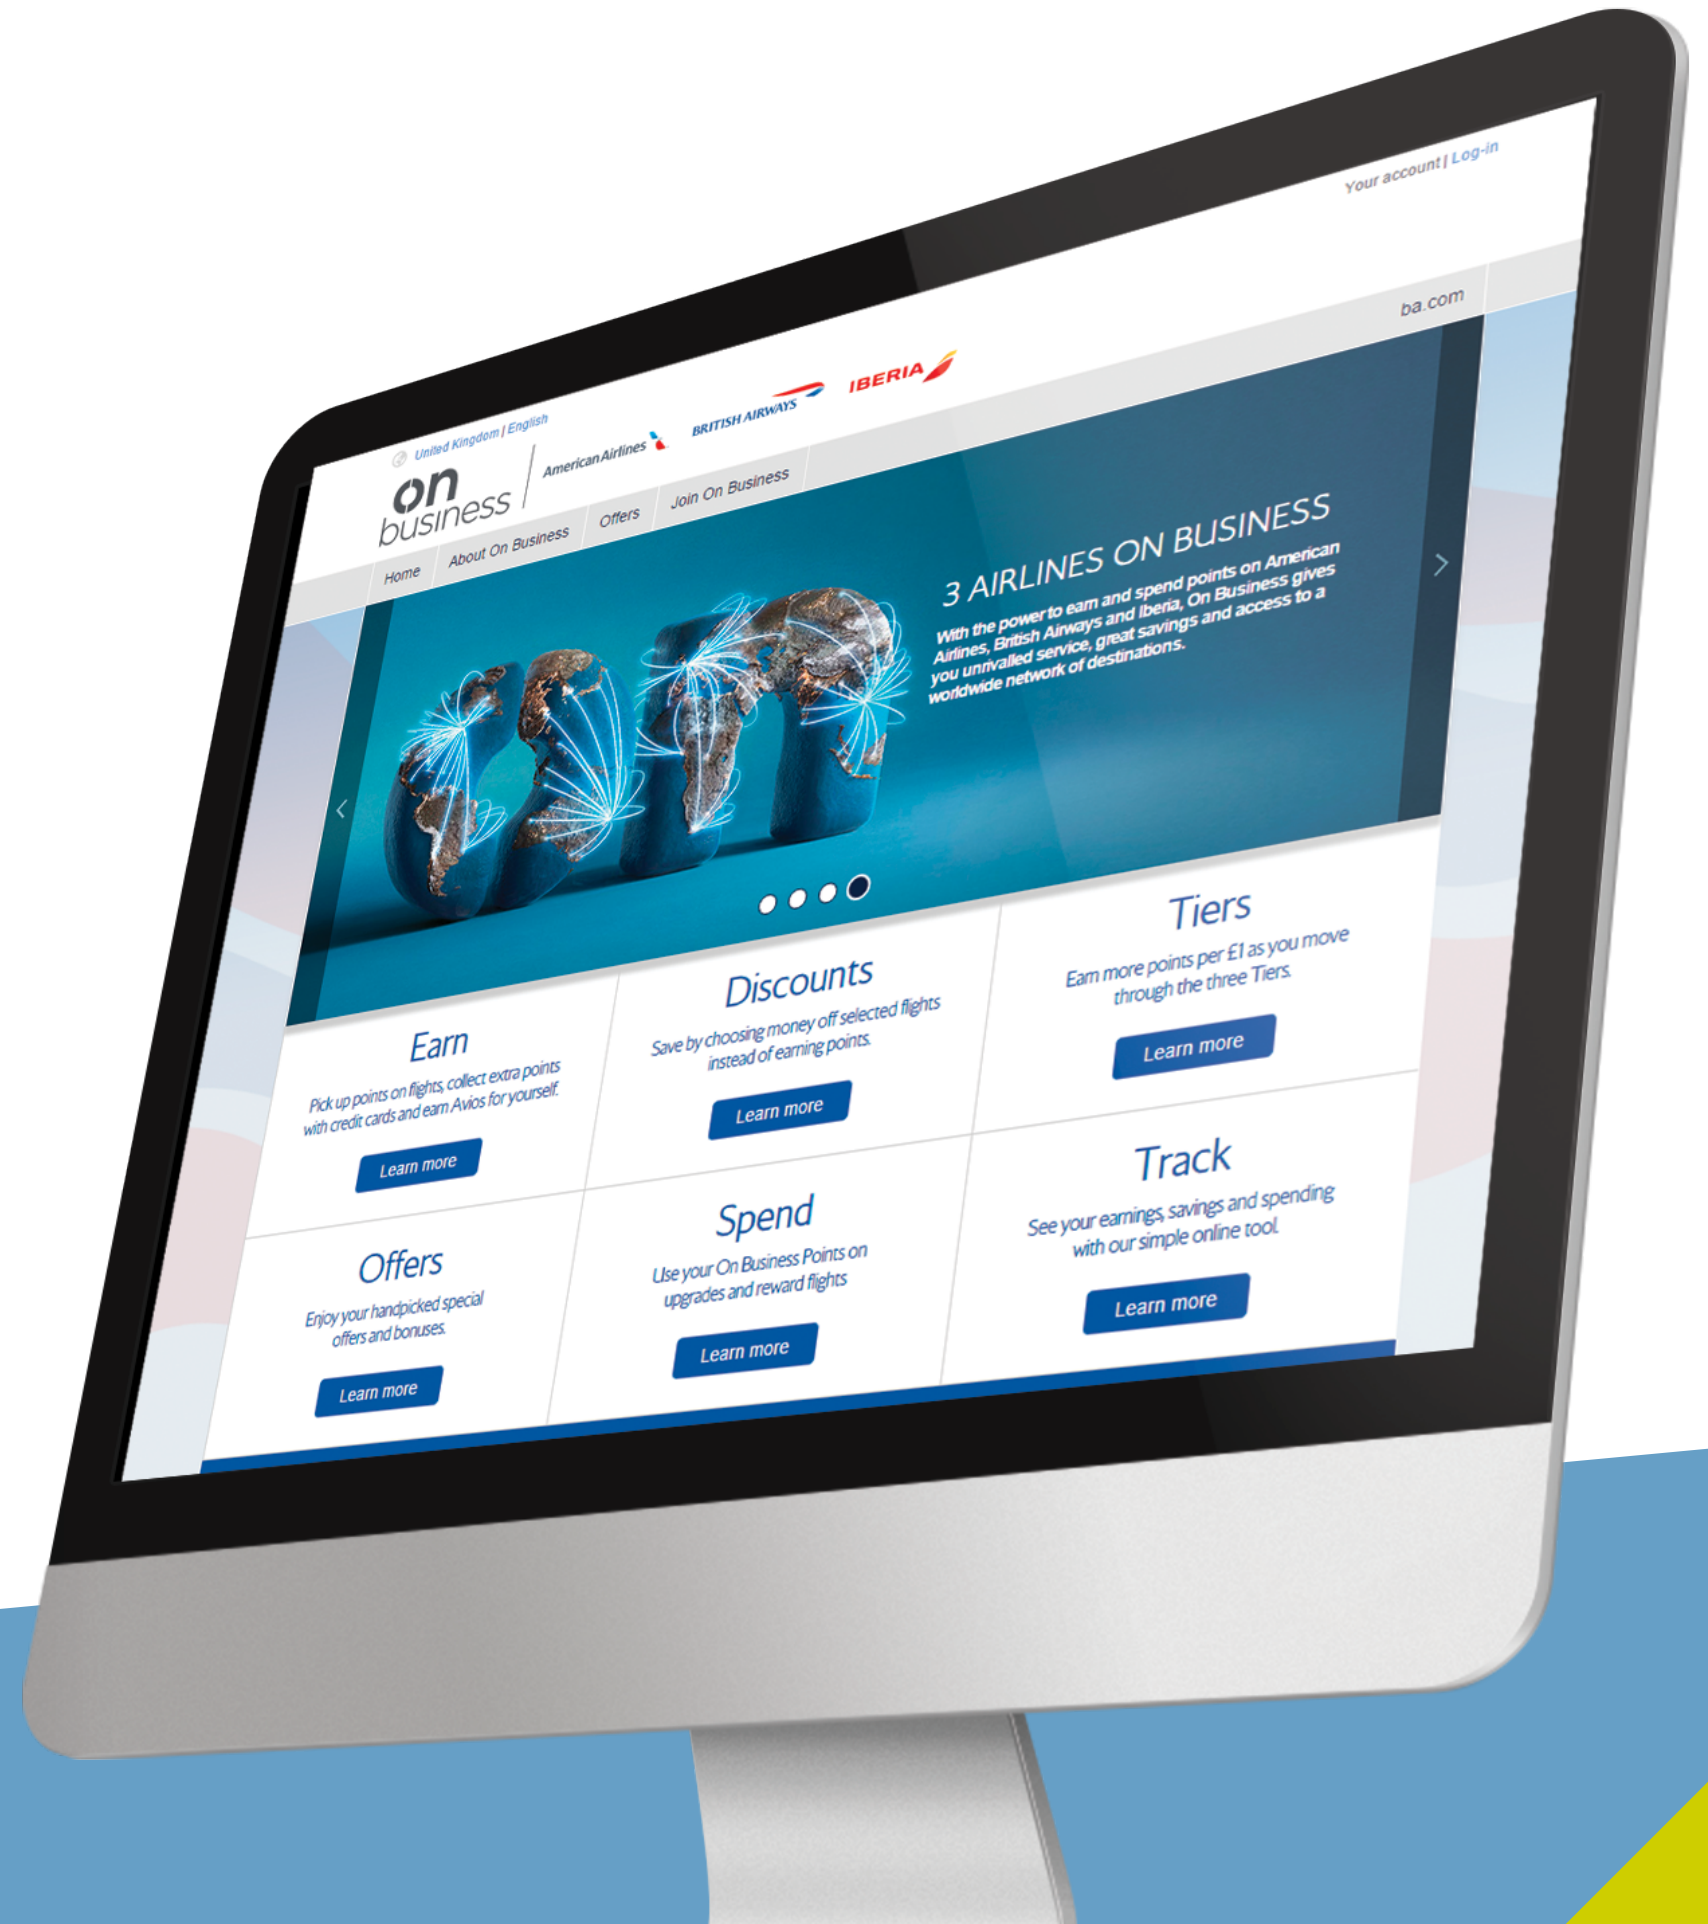 Your account | Log-in
United Kingdom | English
on
business
American Airlines
BRITISH AIRWAYS
IBERIA
Home
About On Business
Offers
Join On Business
ba.com
3 AIRLINES ON BUSINESS
With the power to earn and spend points on American
Airlines, British Airways and Iberia, On Business gives
you unrivalled service, great savings and access to a
worldwide network of destinations.
Earn
Pick up points on flights, collect extra points
with credit cards and earn Avios for yourself.
Learn more
Discounts
Save by choosing money off selected flights
instead of earning points.
Learn more
Tiers
Earn more points per £1 as you move
through the three Tiers.
Learn more
Offers
Enjoy your handpicked special
offers and bonuses.
Learn more
Spend
Use your On Business Points on
upgrades and reward flights
Learn more
Track
See your earnings, savings and spending
with our simple online tool.
Learn more